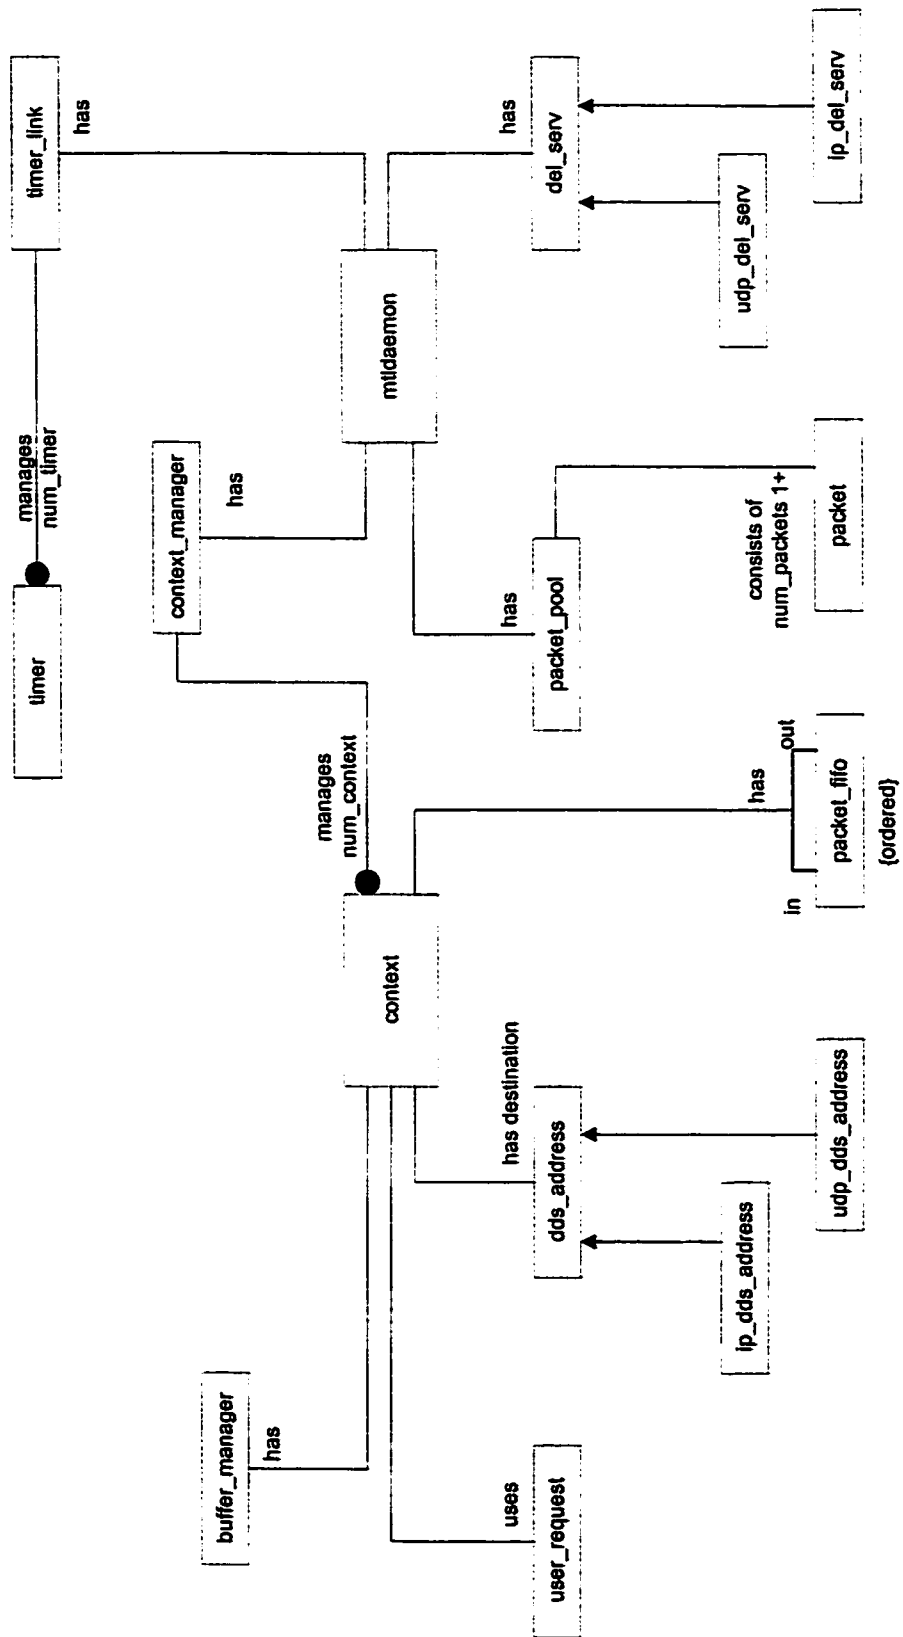 manages
timer
num_timer
timer_link
has
context_manager
buffer_manager
has
has
manages
num_context
context
mtldaemon
uses
has destination
has
has
user_request
dds_address
packet_pool
del_serv
ip_dds_address
udp_del_serv
has
consists of
num_packets 1+
in
out
udp_dds_address
packet_fifo
packet
ip_del_serv
{ordered}